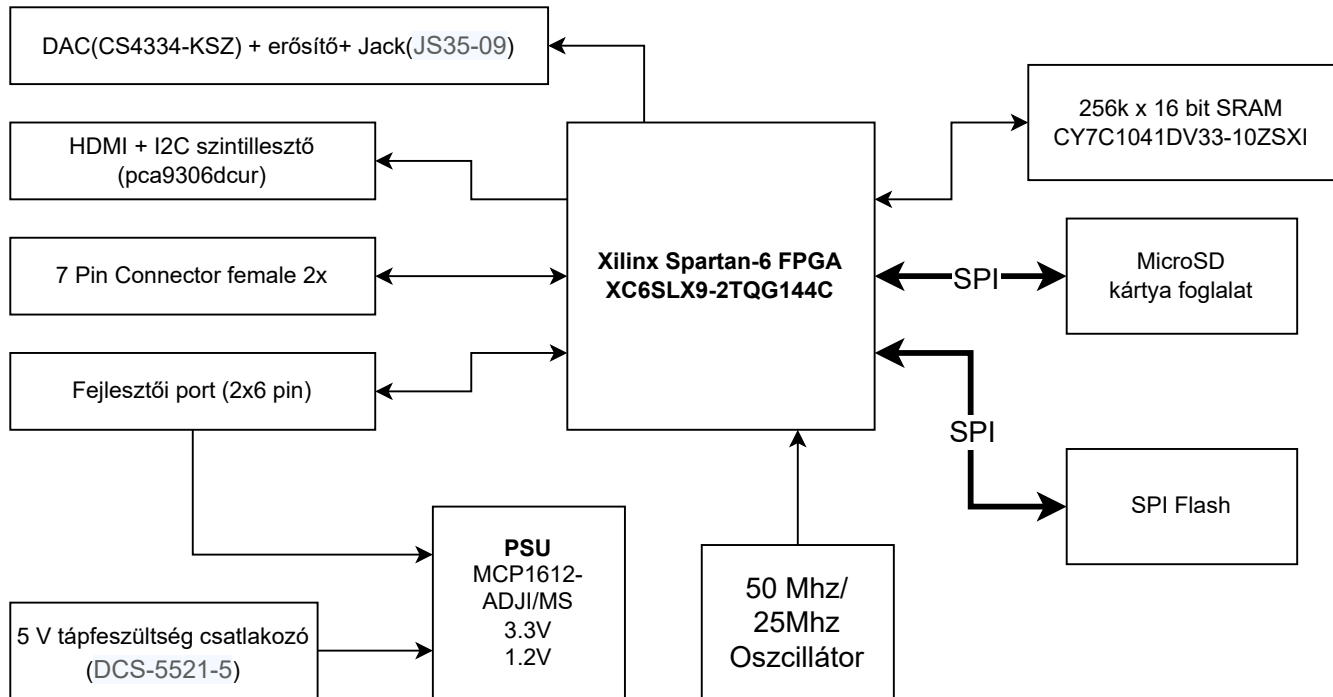 DAC(CS4334-KSZ) + erősítő+ Jack(JS35-09)
HDMI + I2C szintillesztő
(pca9306dcur)
7 Pin Connector female 2x
Fejlesztői port (2x6 pin)
5 V tápfeszültség csatlakozó
(DCS-5521-5)
PSU
MCP1612-
ADJI/MS
3.3V
1.2V
Xilinx Spartan-6 FPGA
XC6SLX9-2TQG144C
50 Mhz/
25Mhz
Oszcillátor
256k x 16 bit SRAM
CY7C1041DV33-10ZSXI
SPI
MicroSD
kártya foglalat
SPI
SPI Flash